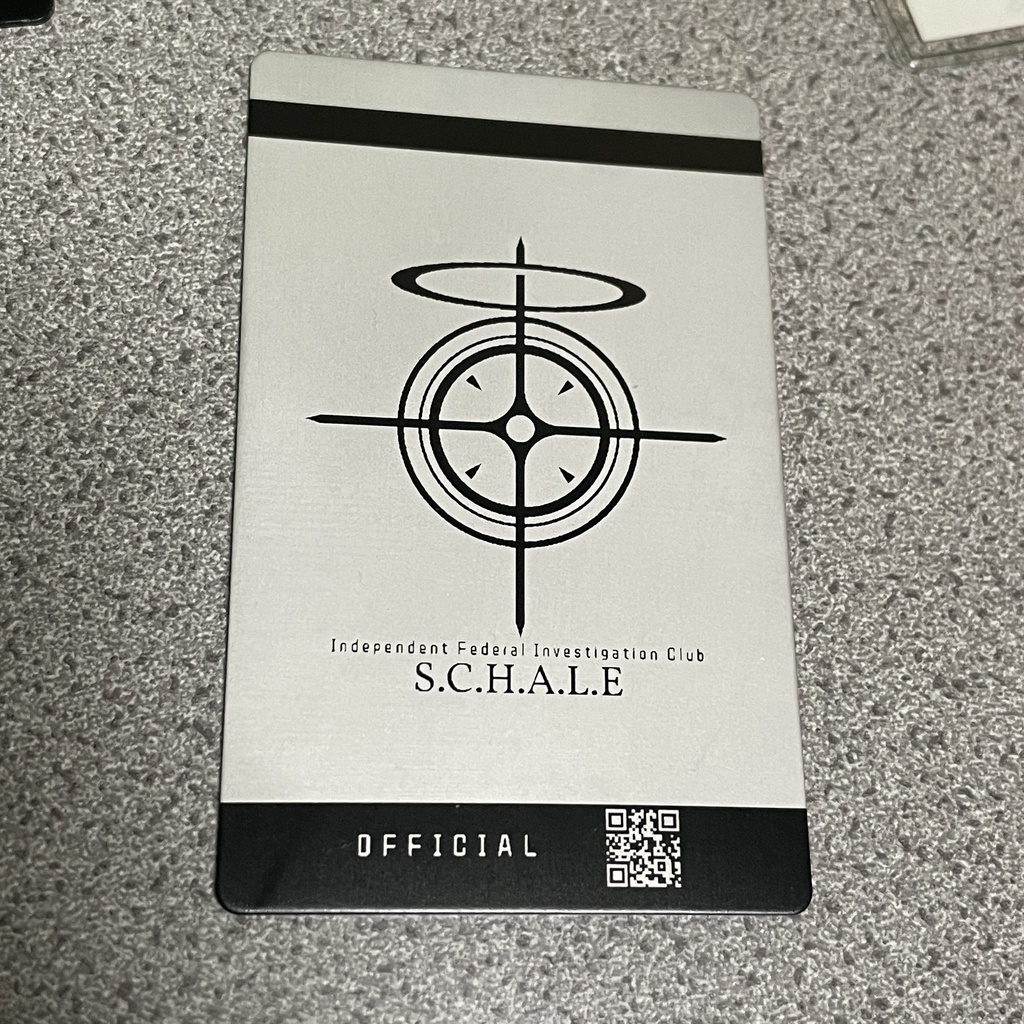 Independent Federal Investigation Club
S.C.H.A.L.E
OFFICIAL